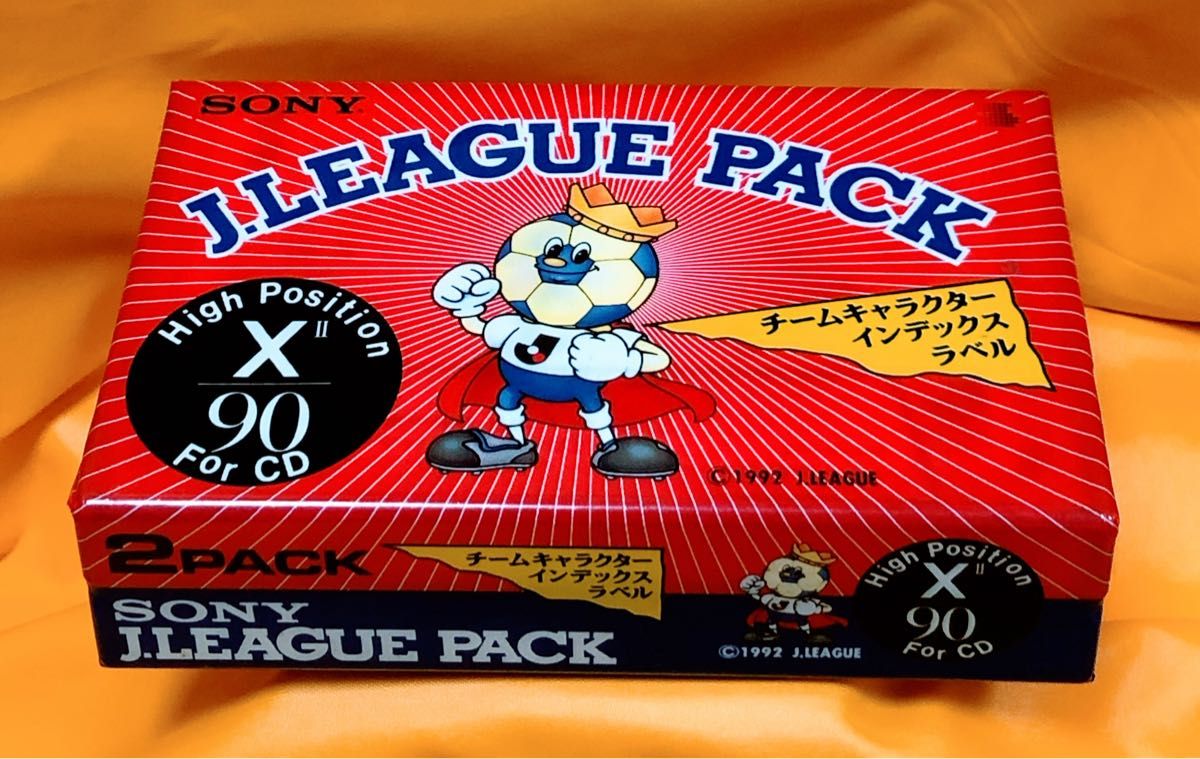 SONY
J.LEAGUE PACK
High Position
X II
90
For CD
チームキャラクター
インデックス
ラベル
©1992 J.LEAGUE
2PACK
チームキャラクター
インデックス
ラベル
SONY
J.LEAGUE PACK
©1992 J.LEAGUE
High Position
X II
90
For CD